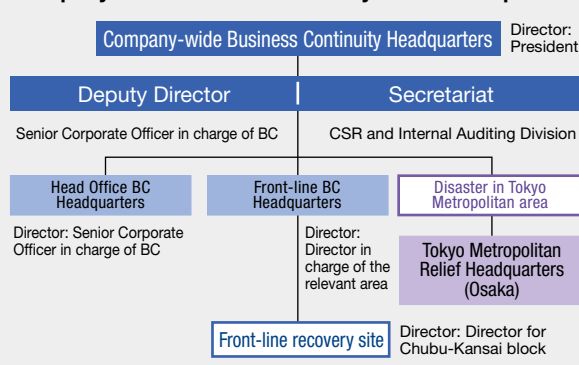 Company-wide Business Continuity Headquarters
Director:
President
Deputy Director
Secretariat
Senior Corporate Officer in charge of BC
CSR and Internal Auditing Division
Head Office BC
Headquarters
Director: Senior Corporate
Officer in charge of BC
Front-line BC
Headquarters
Director:
Director in
charge of the
relevant area
Disaster in Tokyo
Metropolitan area
Tokyo Metropolitan
Relief Headquarters
(Osaka)
Front-line recovery site
Director: Director for
Chubu-Kansai block